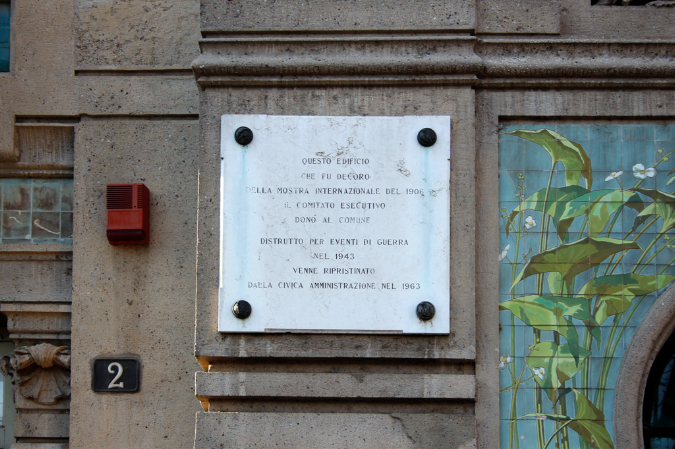 QUESTO EDIFICIO
CHE FU DECORO
DELLA MOSTRA INTERNAZIONALE DEL 1906
IL COMITATO ESECUTIVO
DONÒ AL COMUNE
DISTRUTTO PER EVENTI DI GUERRA
NEL 1943
VENNE RIPRISTINATO
DALLA CIVICA AMMINISTRAZIONE NEL 1963
2